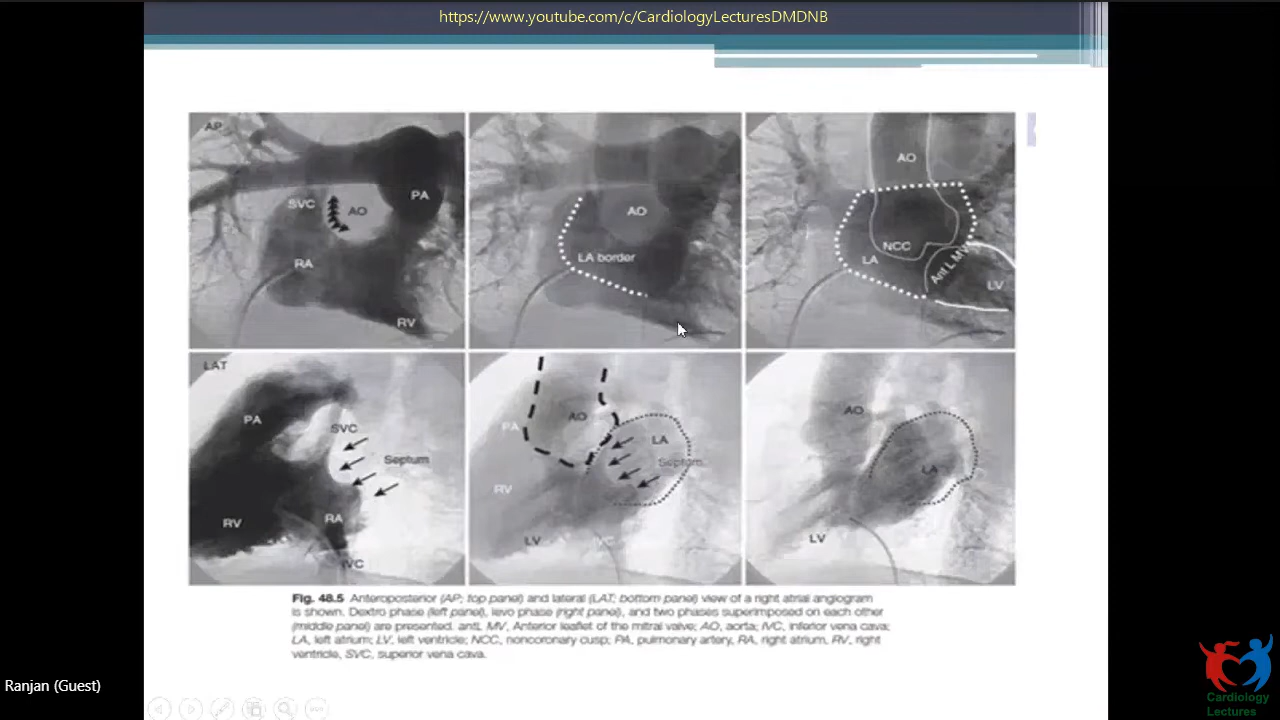 https://www.youtube.com/c/CardiologyLecturesDMDNB
AP
PA
SVC
AO
RA
RV
AO
LA border
AO
NCC
LA
Ant L MV
LV
LAT
PA
SVC
Septum
RV
RA
IVC
AO
PA
LA
Septum
RV
LV
AO
LA
LV
Fig. 48.5 Anteroposterior (AP; top panel) and lateral (LAT; bottom panel) view of a right atrial angiogram
is shown. Dextro phase (left panel), levo phase (right panel), and two phases superimposed on each other
(middle panel) are presented. antL MV, Anterior leaflet of the mitral valve; AO, aorta; IVC, inferior vena cava;
LA, left atrium; LV, left ventricle; NCC, noncoronary cusp; PA, pulmonary artery, RA, right atrium, RV, right
ventricle, SVC, superior vena cava.
Ranjan (Guest)
Cardiology
Lectures